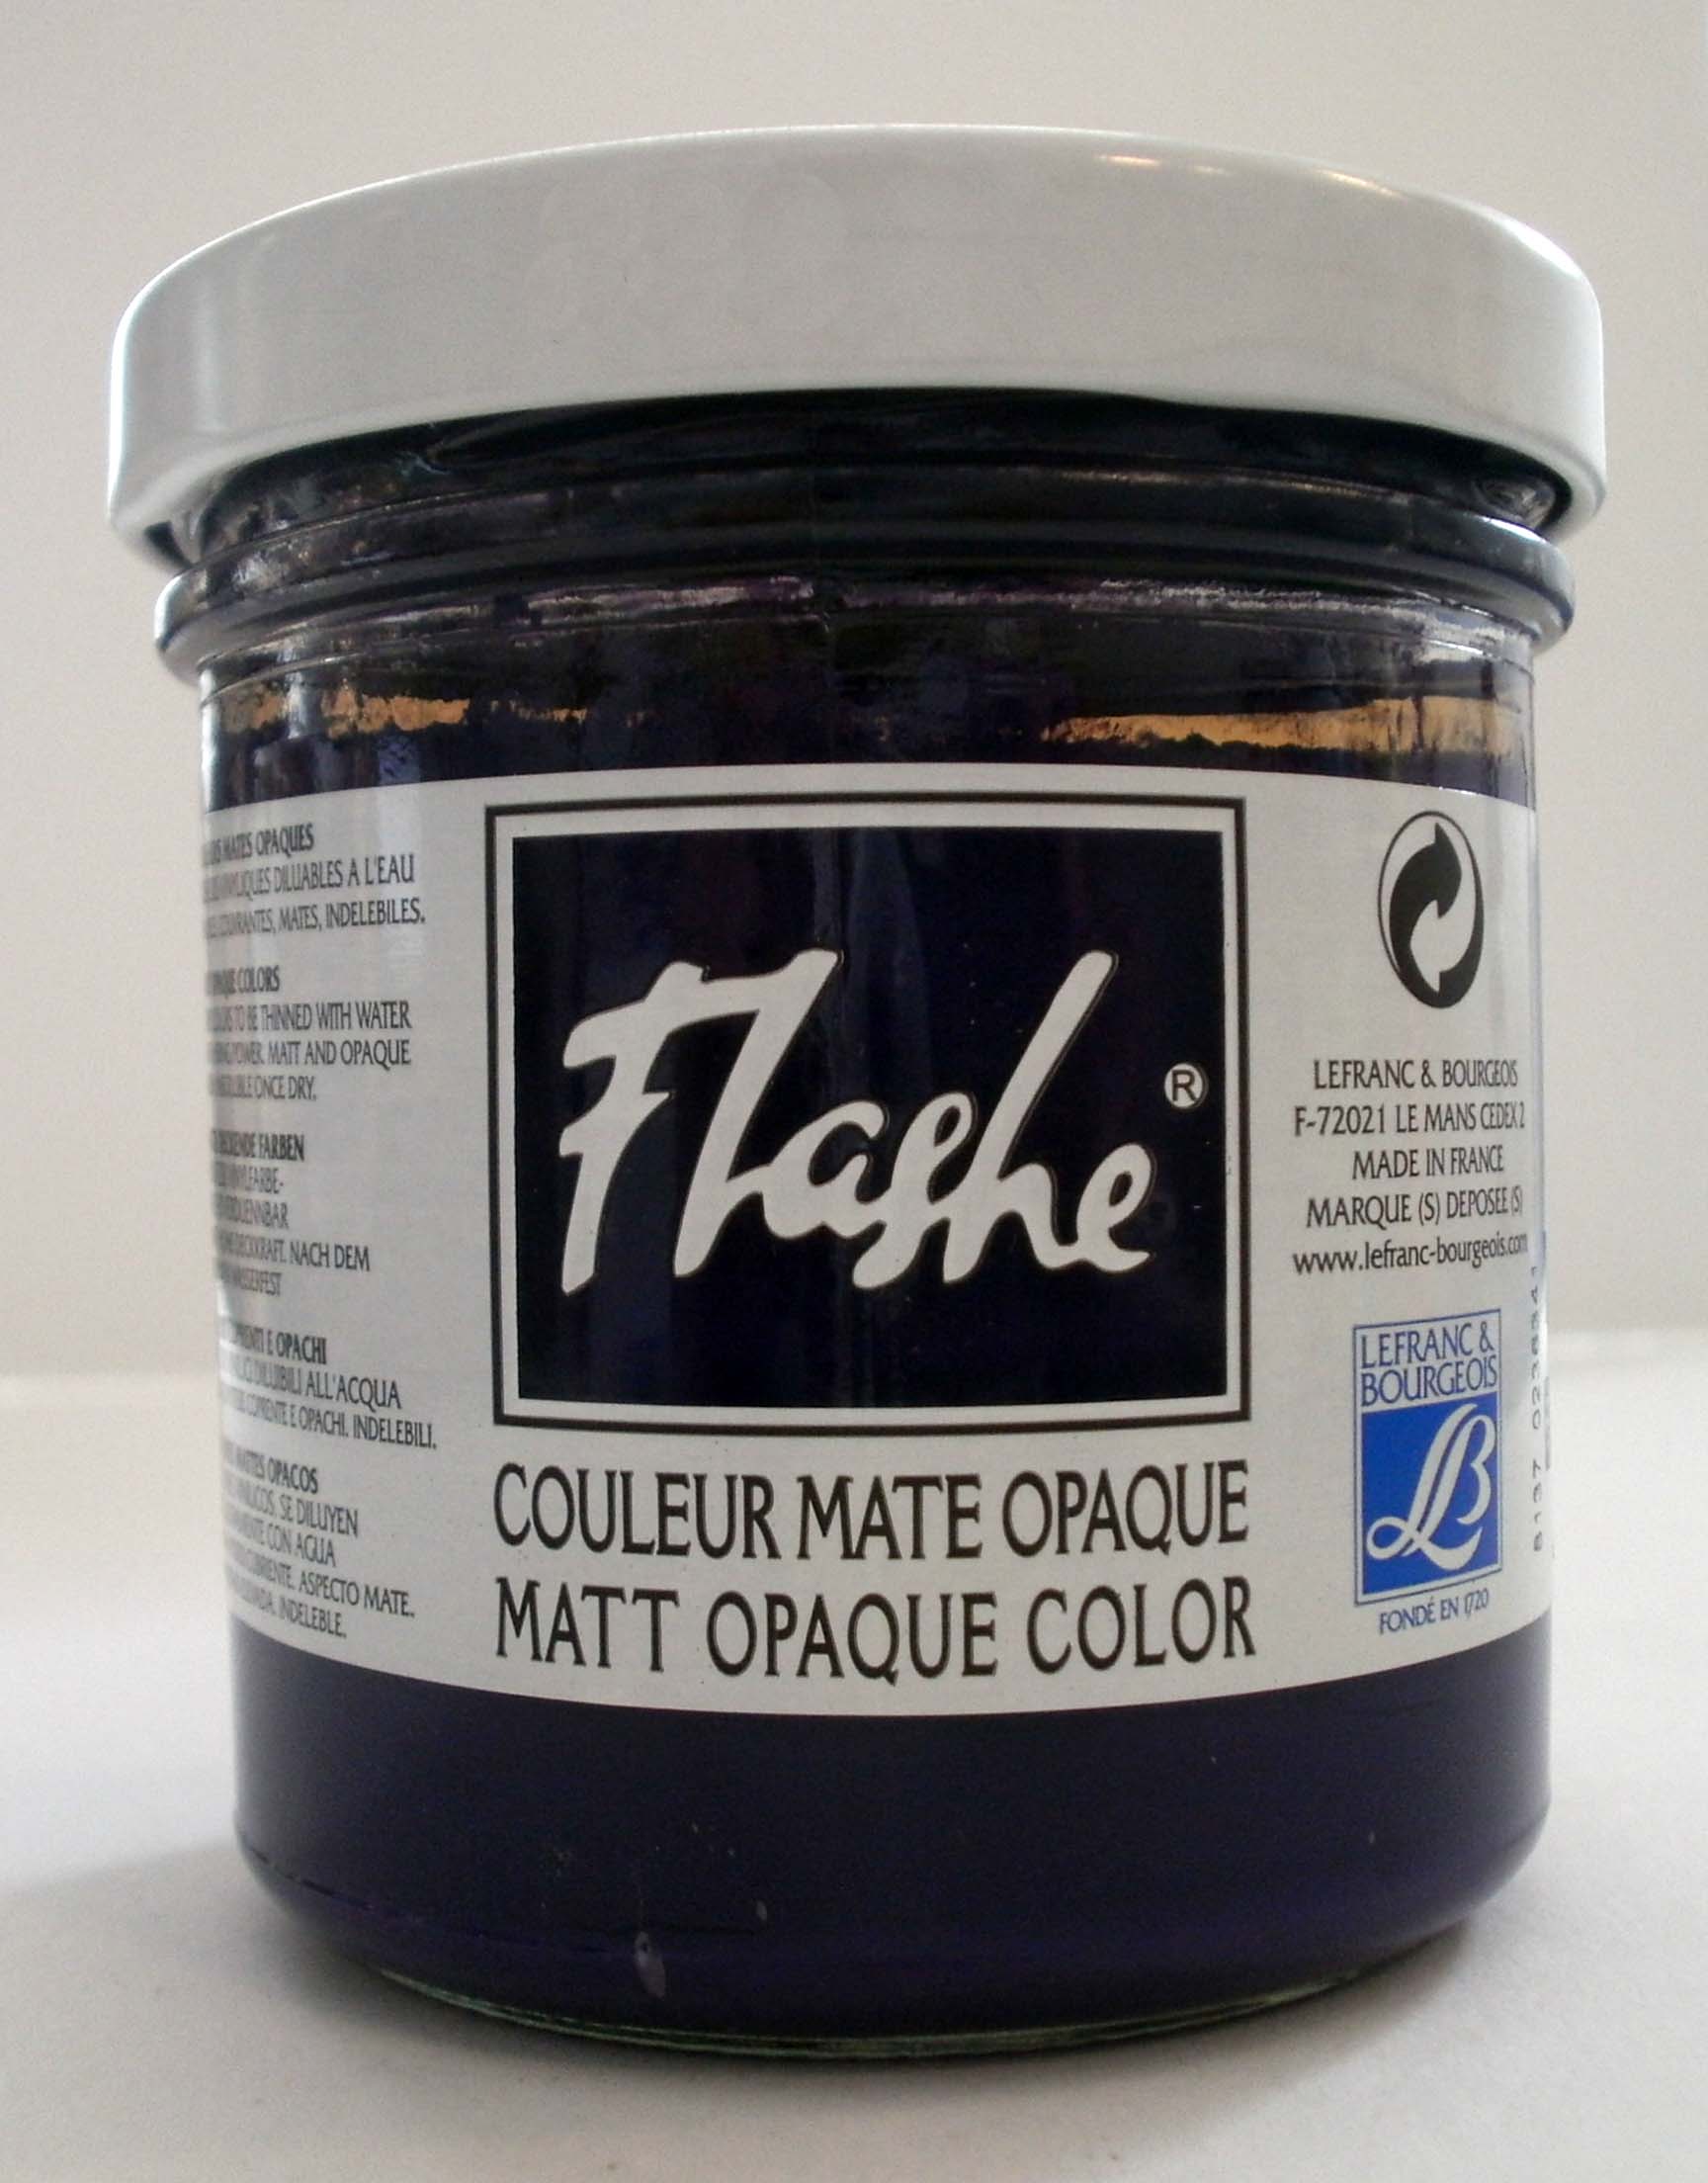 MATES OPAQUES
DILUABLES A L'EAU
MATES, INDELEBILES.
COLORS
TO BE THINNED WITH WATER
POWER. MATT AND OPAQUE
ONCE DRY.
FARBEN
NACH DEM
E OPACHI
DILUIBILI ALL'ACQUA
COPRENTE E OPACHI. INDELEBILI.
OPACOS
SE DILUYEN
CON AGUA
ASPECTO MATE.
INDELEBLE.
Flashe ®
COULEUR MATE OPAQUE
MATT OPAQUE COLOR
LEFRANC & BOURGEOIS
F-72021 LE MANS CEDEX 2
MADE IN FRANCE
MARQUE (S) DEPOSEE (S)
www.lefranc-bourgeois.com
LEFRANC &
BOURGEOIS
LB
FONDÉ EN 1720